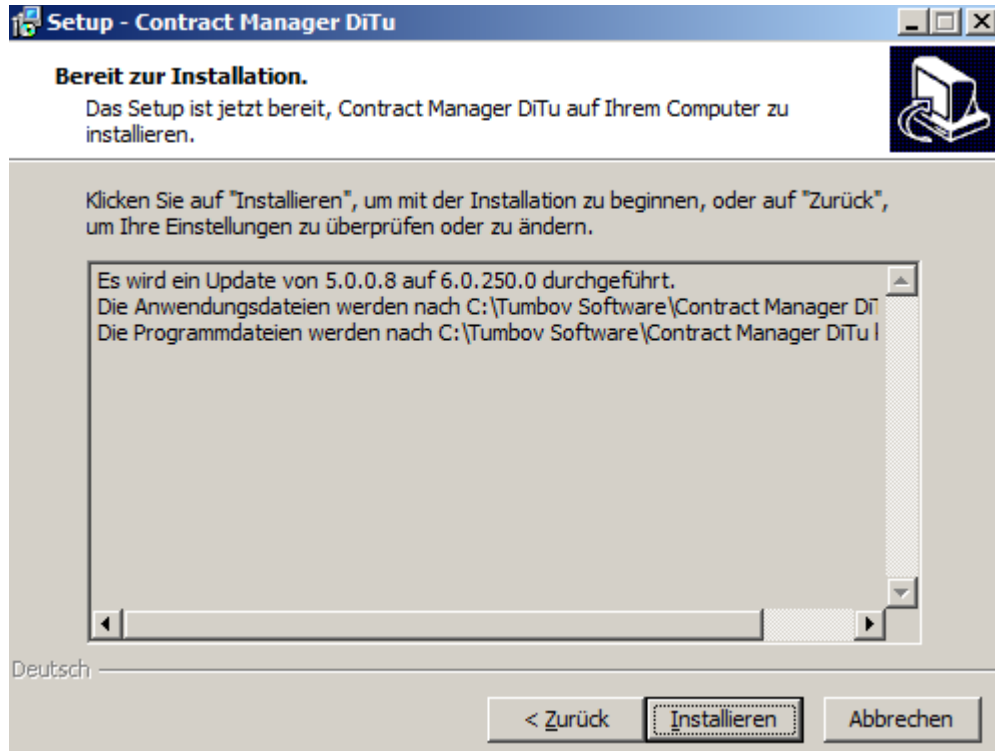 Setup - Contract Manager DiTu
Bereit zur Installation.
Das Setup ist jetzt bereit, Contract Manager DiTu auf Ihrem Computer zu
installieren.
Klicken Sie auf "Installieren", um mit der Installation zu beginnen, oder auf "Zurück",
um Ihre Einstellungen zu überprüfen oder zu ändern.
Es wird ein Update von 5.0.0.8 auf 6.0.250.0 durchgeführt.
Die Anwendungsdateien werden nach C:\Tumbov Software\Contract Manager
Die Programmdateien werden nach C:\Tumbov Software\Contract Manager DiTu
Deutsch
< Zurück Installieren Abbrechen